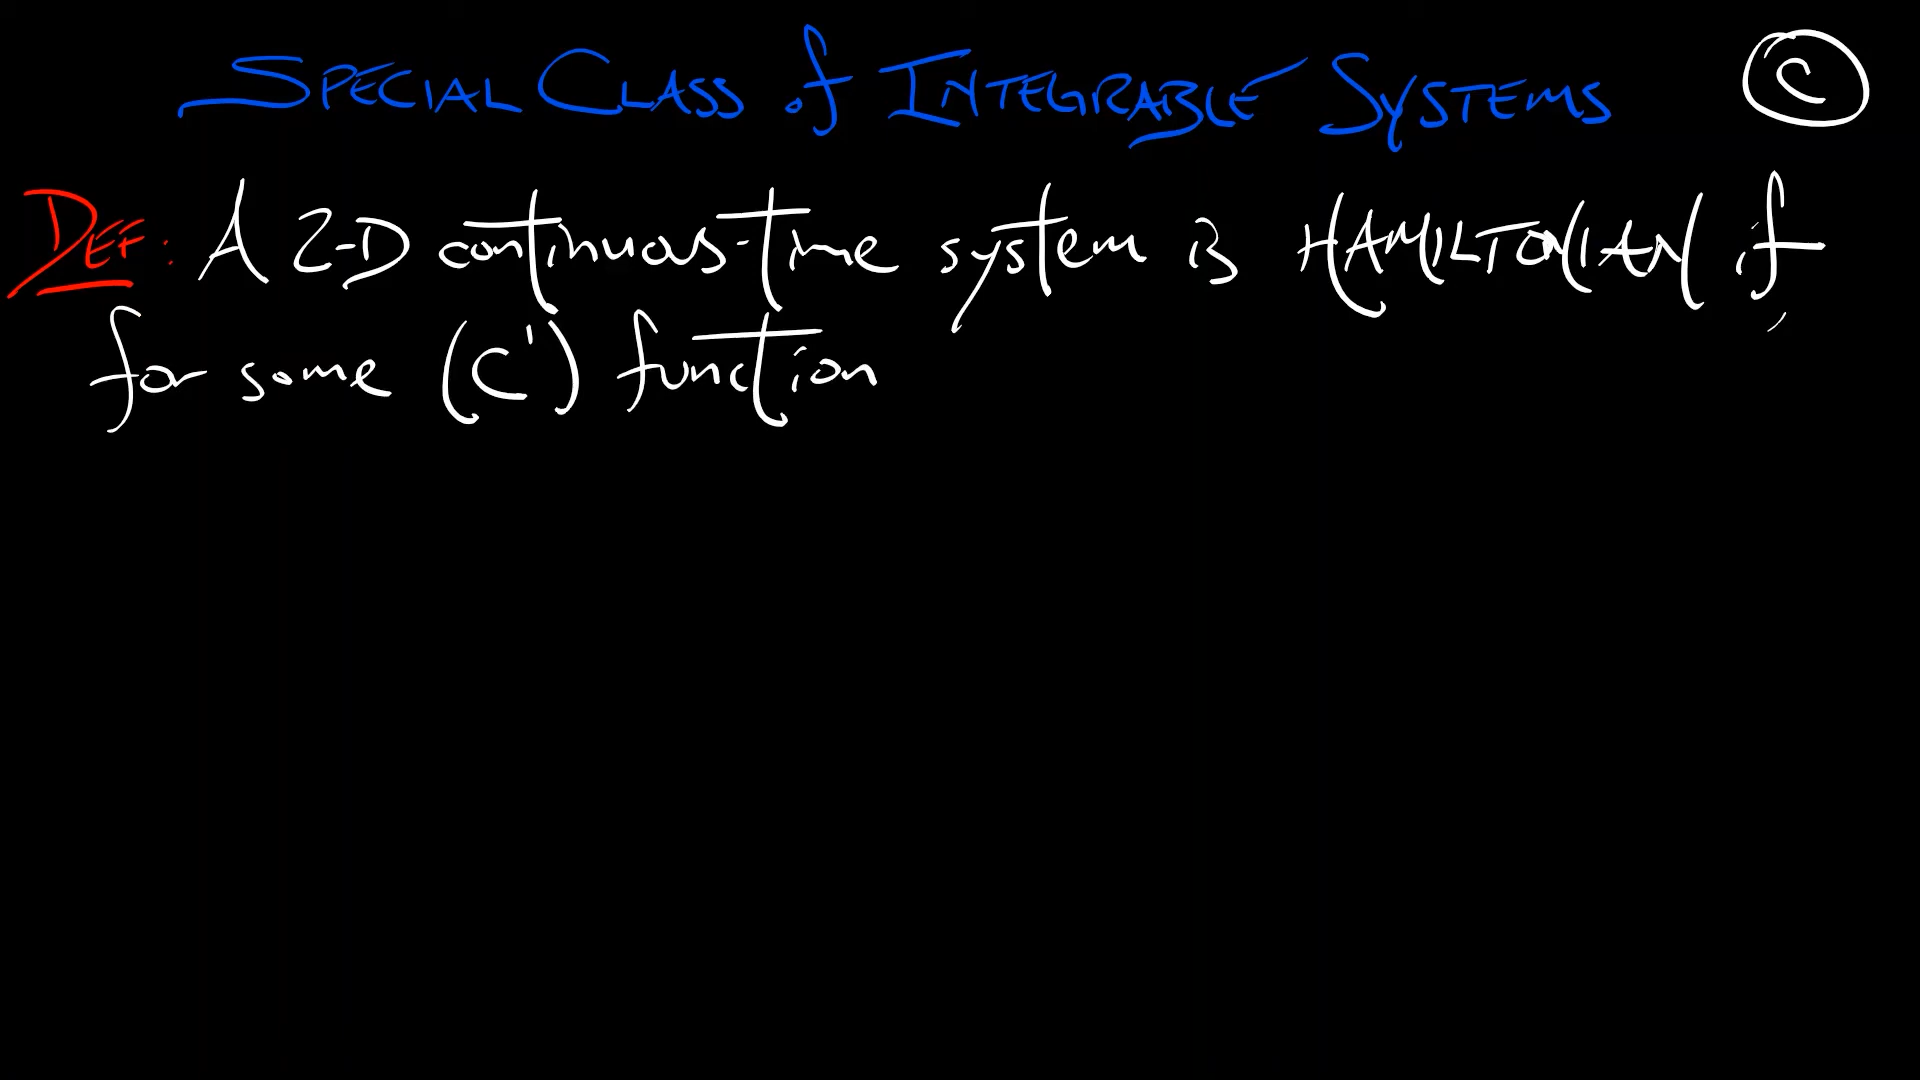 SPECIAL CLASS of INTEGRABLE SYSTEMS C
DEF: A 2-D continuous-time system is HAMILTONIAN if,
for some (C¹) function